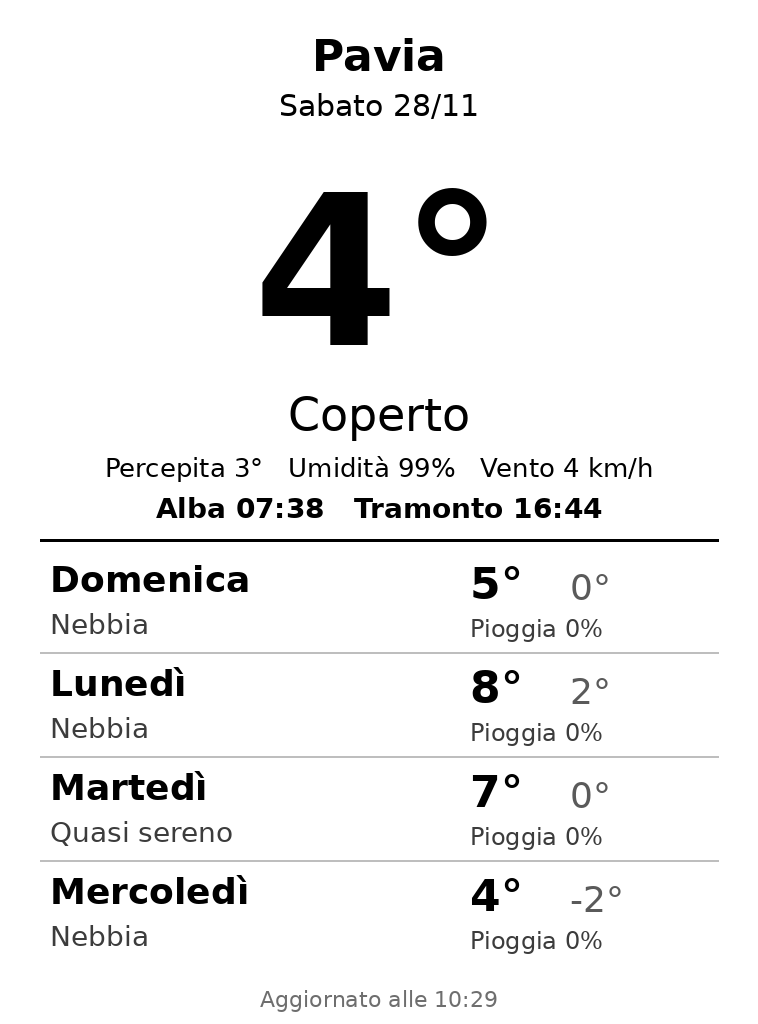 Pavia
Sabato 28/11
4°
Coperto
Percepita 3° Umidità 99% Vento 4 km/h
Alba 07:38 Tramonto 16:44
Domenica 5° 0°
Nebbia Pioggia 0%
Lunedì 8° 2°
Nebbia Pioggia 0%
Martedì 7° 0°
Quasi sereno Pioggia 0%
Mercoledì 4° -2°
Nebbia Pioggia 0%
Aggiornato alle 10:29